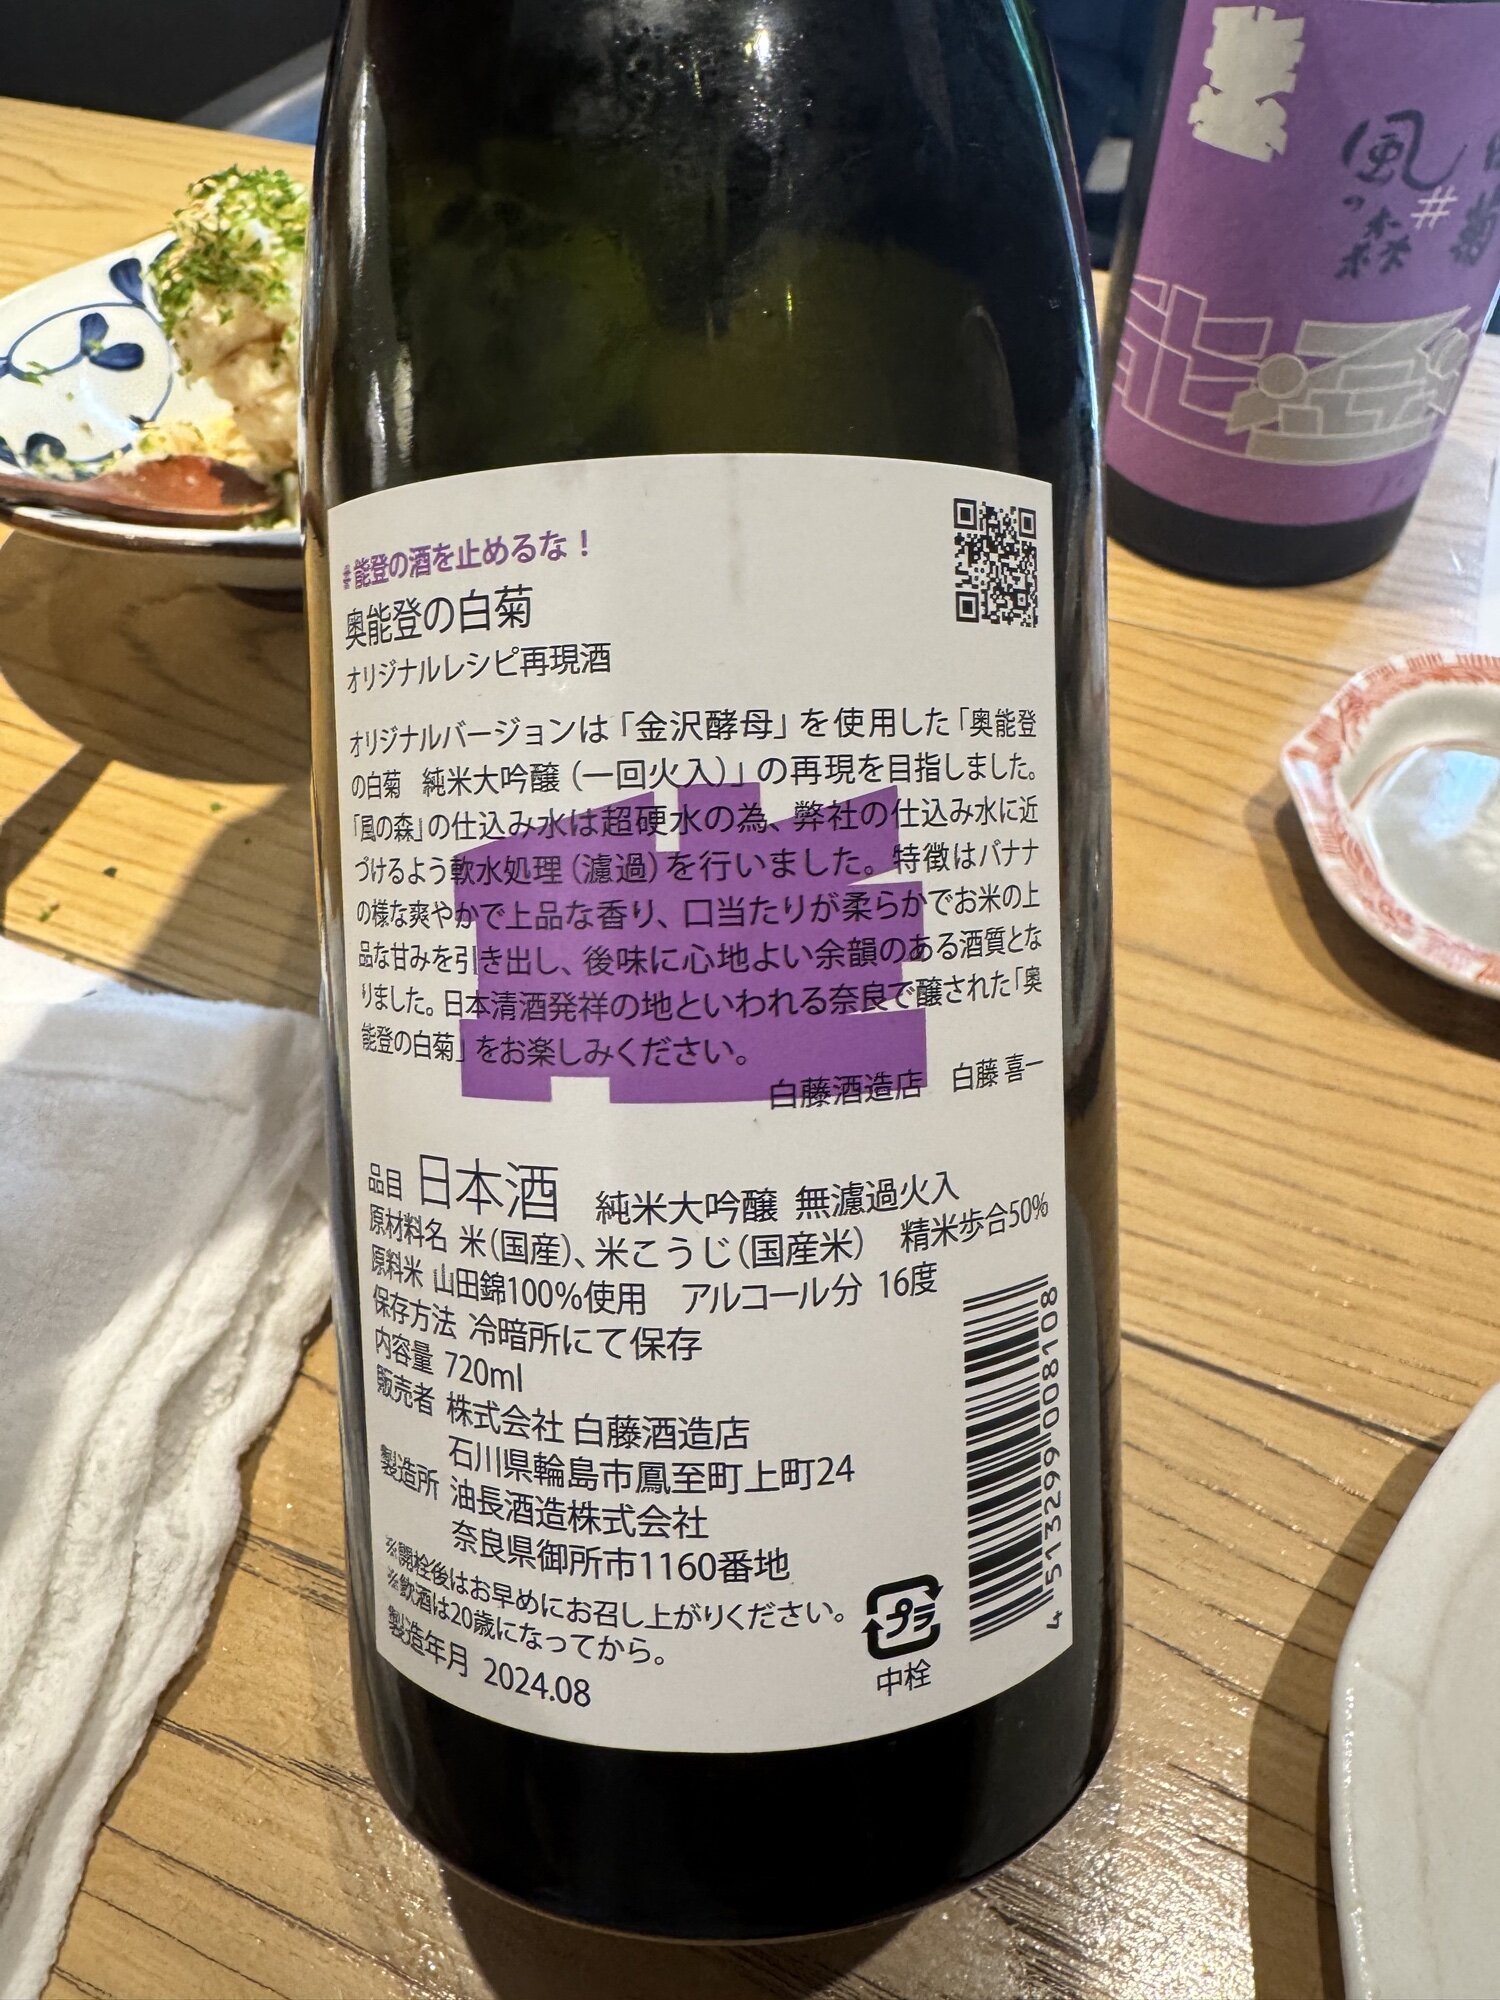 #能登の酒を止めるな！
奥能登の白菊
オリジナルレシピ再現酒
オリジナルバージョンは「金沢酵母」を使用した「奥能登
の白菊　純米大吟醸（一回火入）」の再現を目指しました。
「風の森」の仕込み水は超硬水の為、弊社の仕込み水に近
づけるよう軟水処理（濾過）を行いました。特徴はバナナ
の様な爽やかで上品な香り、口当たりが柔らかでお米の上
品な甘みを引き出し、後味に心地よい余韻のある酒質とな
りました。日本清酒発祥の地といわれる奈良で醸された「奥
能登の白菊」をお楽しみください。
白藤酒造店　白藤 喜一
品目 日本酒　純米大吟醸 無濾過火入
原材料名 米（国産）、米こうじ（国産米）　精米歩合50%
原料米 山田錦100%使用　アルコール分 16度
保存方法 冷暗所にて保存
内容量 720ml
販売者 株式会社 白藤酒造店
石川県輪島市鳳至町上町24
製造所 油長酒造株式会社
奈良県御所市1160番地
※開栓後はお早めにお召し上がりください。
※飲酒は20歳になってから。
製造年月 2024.08
プラ
中栓
4 513299 008108
風の森
#